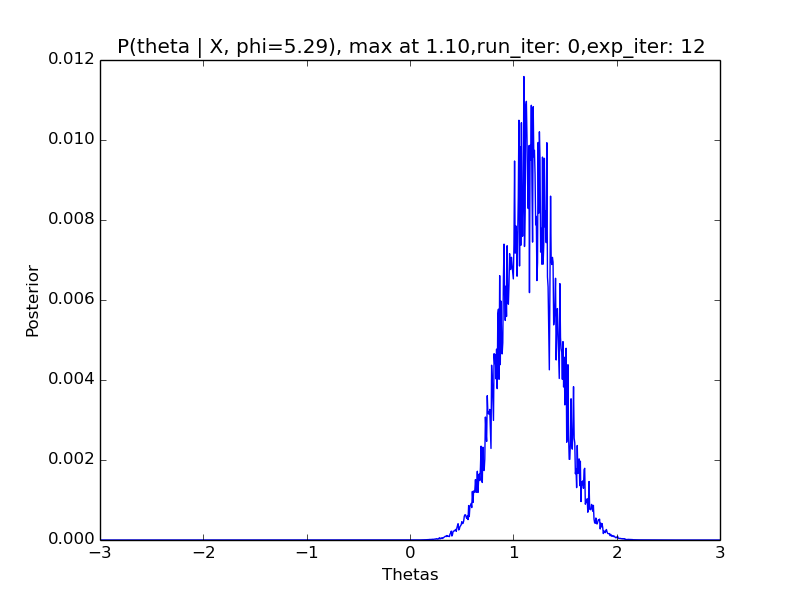 P(theta | X, phi=5.29), max at 1.10,run_iter: 0,exp_iter: 12
0.012
0.010
0.008
0.006
0.004
0.002
0.000
Posterior
−3 −2 −1 0 1 2 3
Thetas